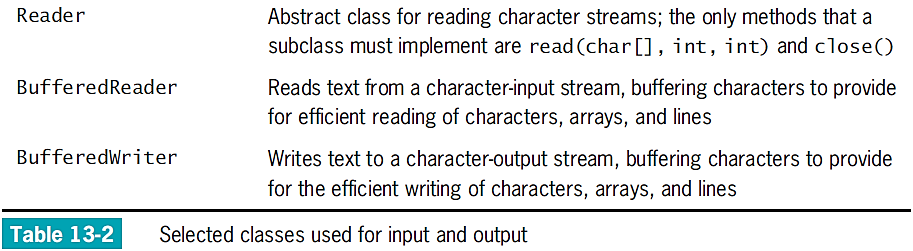 Reader Abstract class for reading character streams; the only methods that a
subclass must implement are read(char[], int, int) and close()
BufferedReader Reads text from a character-input stream, buffering characters to provide
for efficient reading of characters, arrays, and lines
BufferedWriter Writes text to a character-output stream, buffering characters to provide
for the efficient writing of characters, arrays, and lines
Table 13-2 Selected classes used for input and output